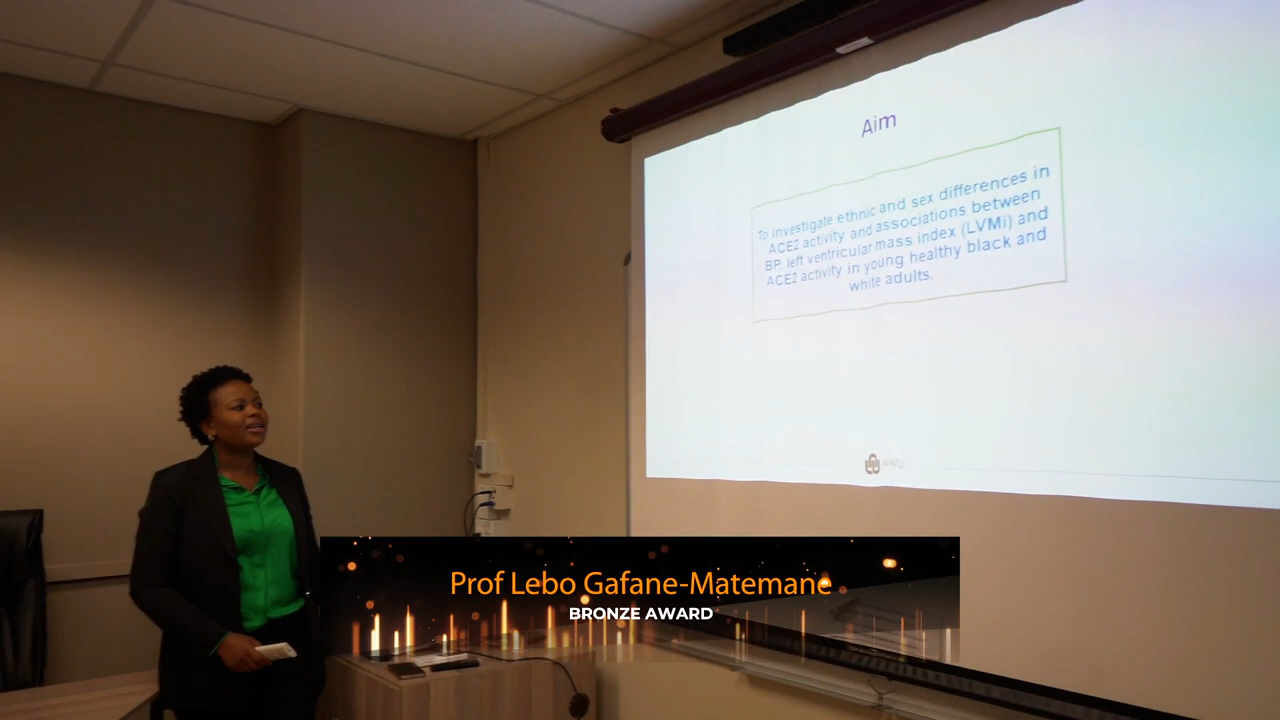 Aim
To investigate ethnic and sex differences in
ACE2 activity and associations between
BP, left ventricular mass index (LVMi) and
ACE2 activity in young healthy black and
white adults.
NWU
Prof Lebo Gafane-Matemane
BRONZE AWARD